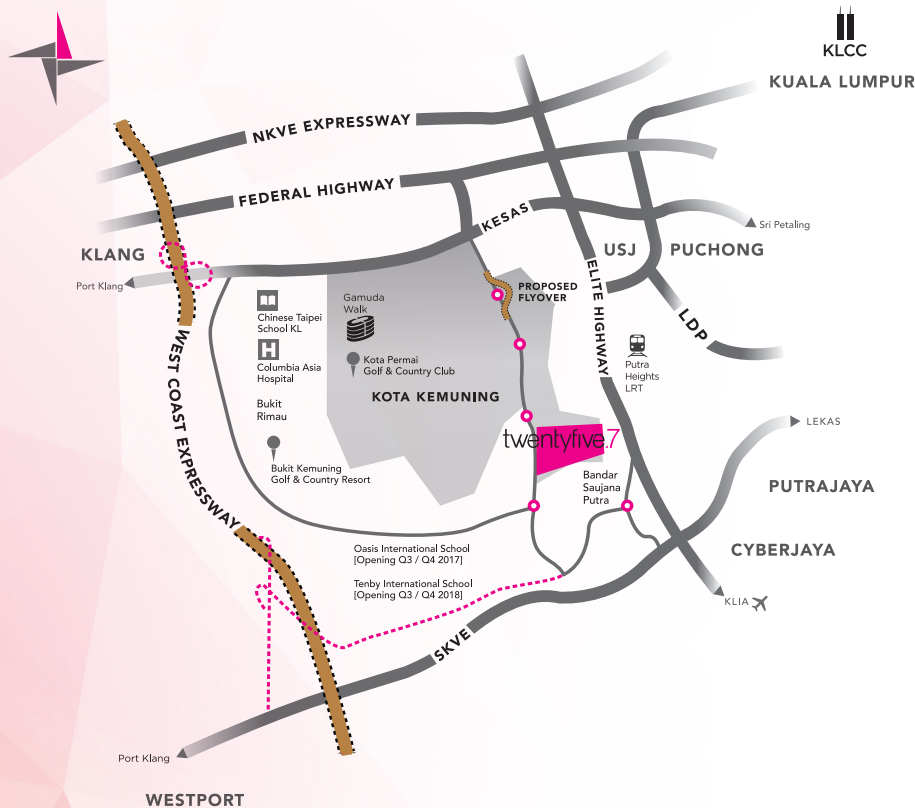 KLCC
KUALA LUMPUR
NKVE EXPRESSWAY
FEDERAL HIGHWAY
KESAS
Sri Petaling
KLANG
USJ
PUCHONG
Port Klang
PROPOSED
FLYOVER
ELITE HIGHWAY
LDP
Chinese Taipei
School KL
Gamuda
Walk
Columbia Asia
Hospital
Kota Permai
Golf & Country Club
Putra
Heights
LRT
KOTA KEMUNING
Bukit
Rimau
LEKAS
twentyfive.7
Bukit Kemuning
Golf & Country Resort
Bandar
Saujana
Putra
PUTRAJAYA
WEST COAST EXPRESSWAY
CYBERJAYA
Oasis International School
[Opening Q3 / Q4 2017]
Tenby International School
[Opening Q3 / Q4 2018]
KLIA
SKVE
Port Klang
WESTPORT